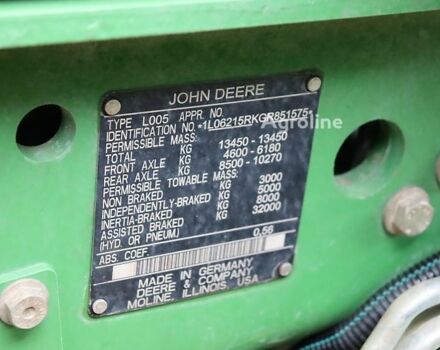 JOHN DEERE
TYPE L005 APPR. NO.
IDENTIFICATION NO. *1L06215RKGR851575*
PERMISSIBLE MASS:
TOTAL KG 13450 - 13450
FRONT AXLE KG 4600 - 6180
REAR AXLE KG 8500 - 10270
PERMISSIBLE TOWABLE MASS:
NON BRAKED KG 3000
INDEPENDENTLY-BRAKED KG 5000
INERTIA-BRAKED KG 8000
ASSISTED BRAKED KG 32000
(HYD. OR PNEUM.)
ABS. COEF. 0,56
MADE IN GERMANY
DEERE & COMPANY
MOLINE, ILLINOIS, USA
Agroline